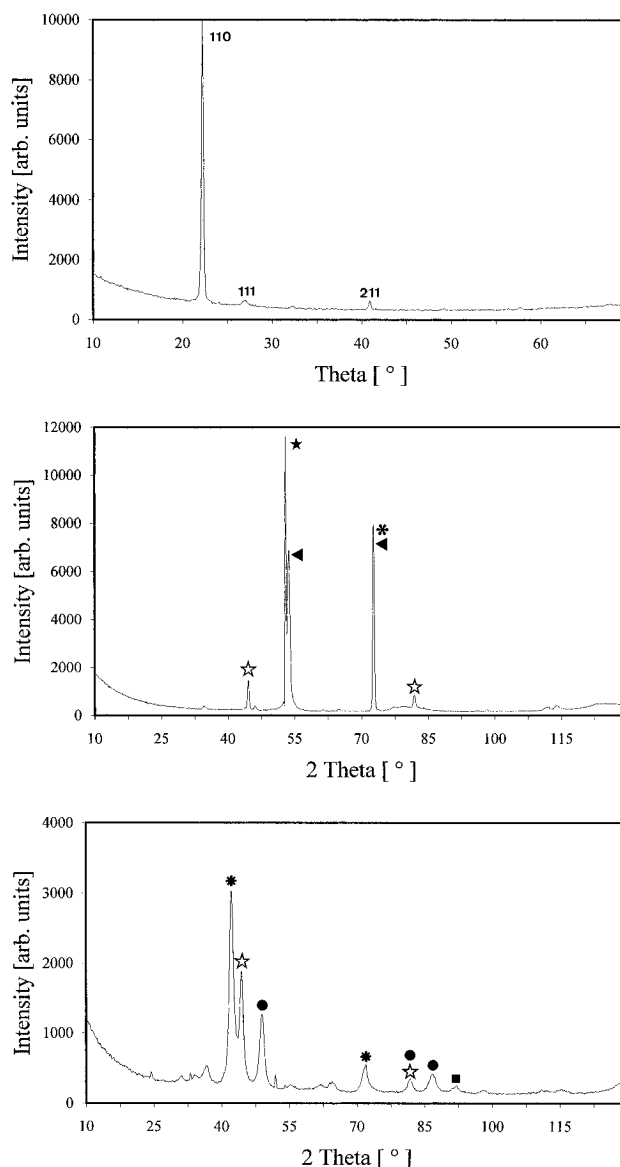 10000
8000
6000
4000
2000
0
Intensity [arb. units]
110
111
211
10 20 30 40 50 60
Theta [ ° ]
12000
10000
8000
6000
4000
2000
0
Intensity [arb. units]
10 25 40 55 70 85 100 115
2 Theta [ ° ]
4000
3000
2000
1000
0
Intensity [arb. units]
10 25 40 55 70 85 100 115
2 Theta [ ° ]